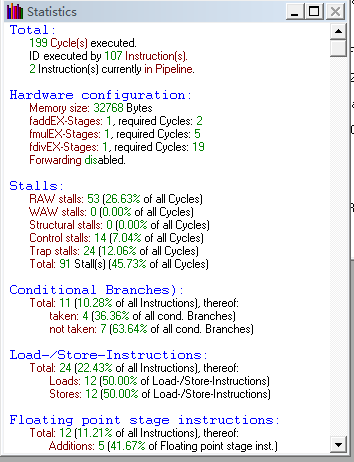 Statistics
Total:
199 Cycle(s) executed.
ID executed by 107 Instruction(s).
2 Instruction(s) currently in Pipeline.
Hardware configuration:
Memory size: 32768 Bytes
faddEX-Stages: 1, required Cycles: 2
fmulEX-Stages: 1, required Cycles: 5
fdivEX-Stages: 1, required Cycles: 19
Forwarding disabled.
Stalls:
RAW stalls: 53 (26.63% of all Cycles)
WAW stalls: 0 (0.00% of all Cycles)
Structural stalls: 0 (0.00% of all Cycles)
Control stalls: 14 (7.04% of all Cycles)
Trap stalls: 24 (12.06% of all Cycles)
Total: 91 Stall(s) (45.73% of all Cycles)
Conditional Branches):
Total: 11 (10.28% of all Instructions), thereof:
taken: 4 (36.36% of all cond. Branches)
not taken: 7 (63.64% of all cond. Branches)
Load-/Store-Instructions:
Total: 24 (22.43% of all Instructions), thereof:
Loads: 12 (50.00% of Load-/Store-Instructions)
Stores: 12 (50.00% of Load-/Store-Instructions)
Floating point stage instructions:
Total: 12 (11.21% of all Instructions), thereof:
Additions: 5 (41.67% of Floating point stage inst.)